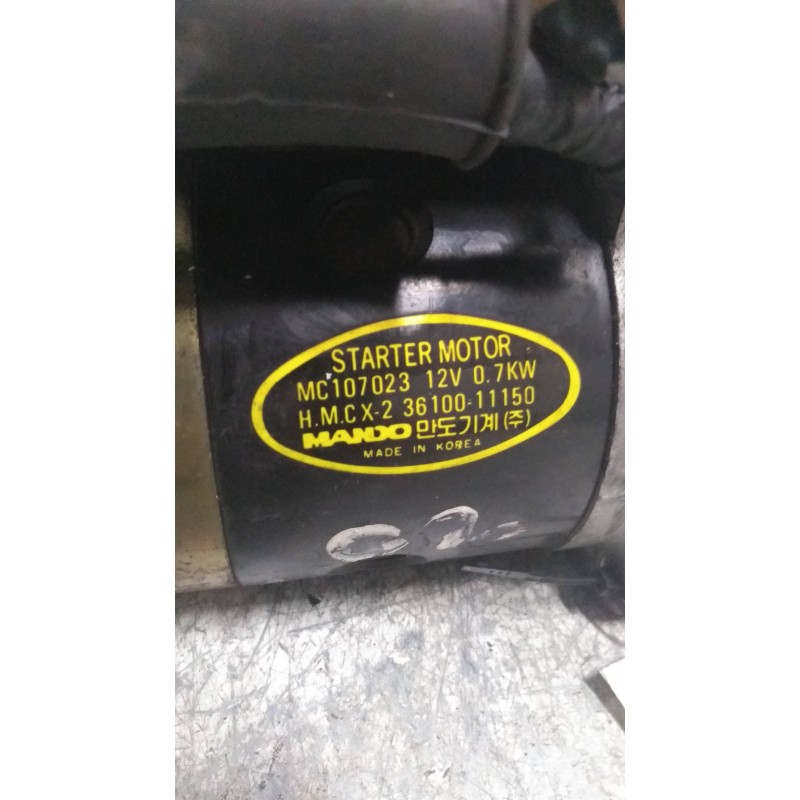 STARTER MOTOR
MC107023 12V 0.7KW
H.M.C X-2 36100-11150
MANDO 만도기계(주)
MADE IN KOREA